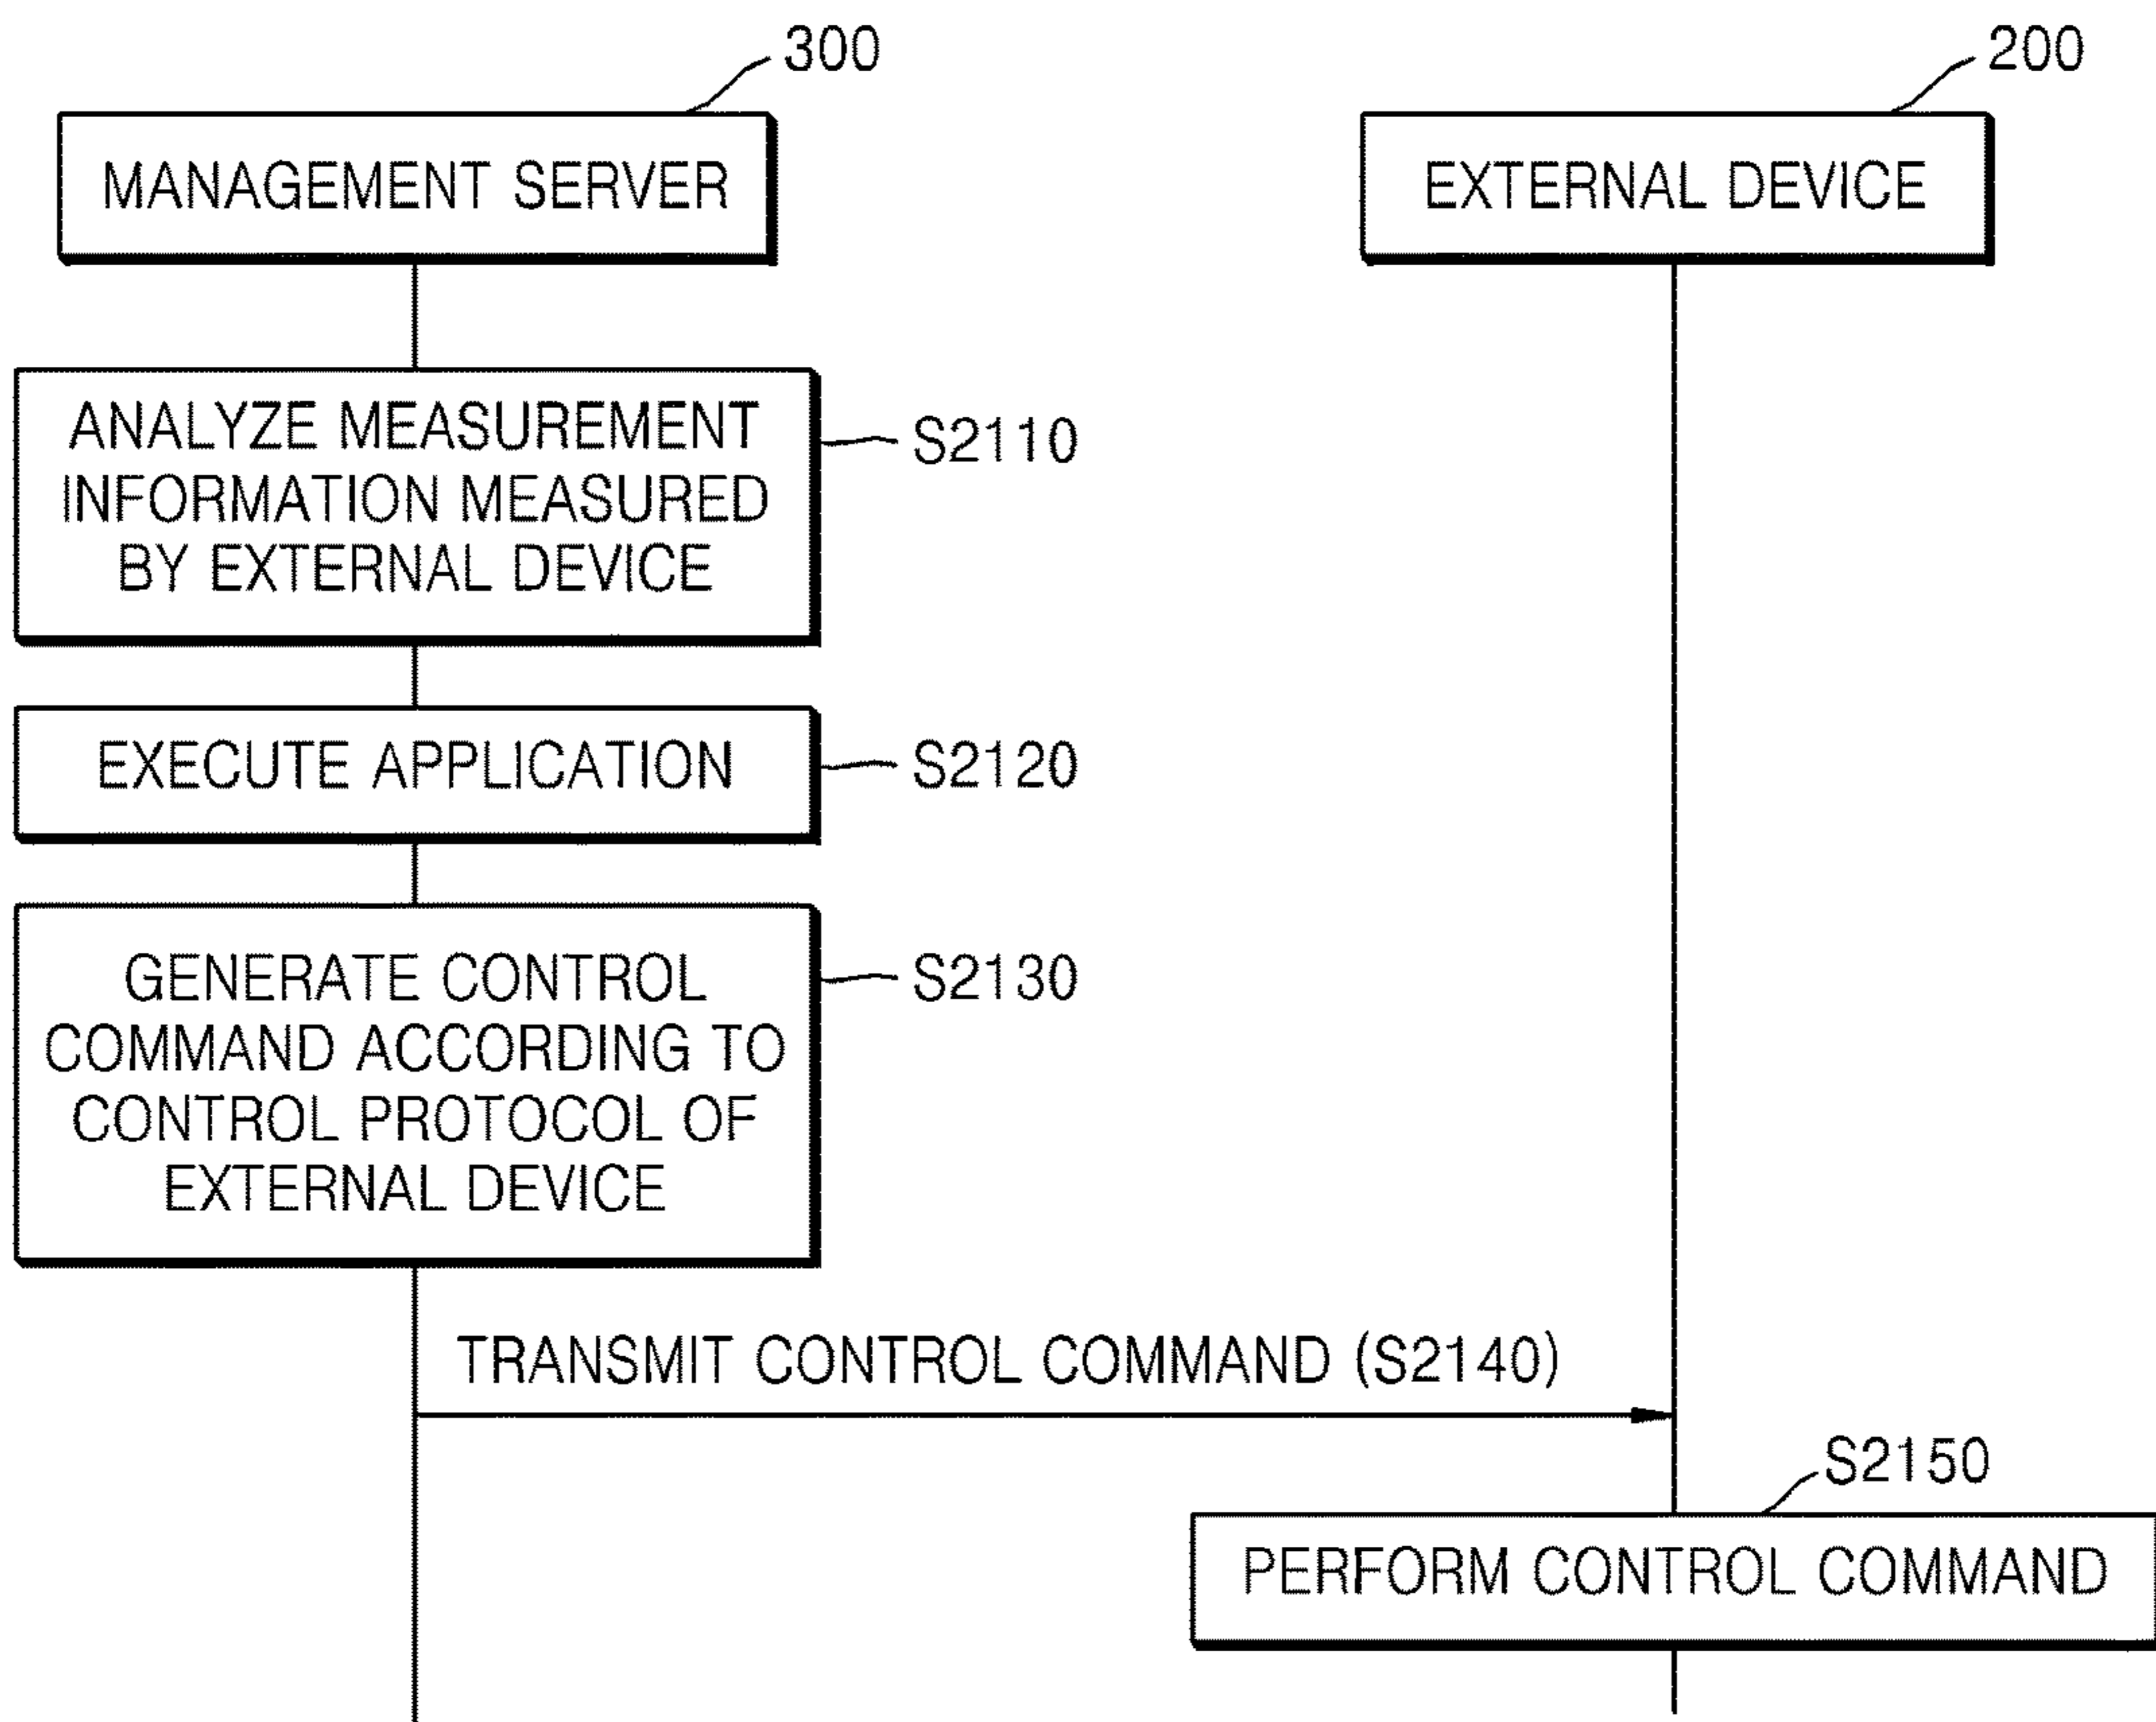 300
200
MANAGEMENT SERVER
EXTERNAL DEVICE
ANALYZE MEASUREMENT
INFORMATION MEASURED
BY EXTERNAL DEVICE
S2110
EXECUTE APPLICATION
S2120
GENERATE CONTROL
COMMAND ACCORDING TO
CONTROL PROTOCOL OF
EXTERNAL DEVICE
S2130
TRANSMIT CONTROL COMMAND (S2140)
S2150
PERFORM CONTROL COMMAND